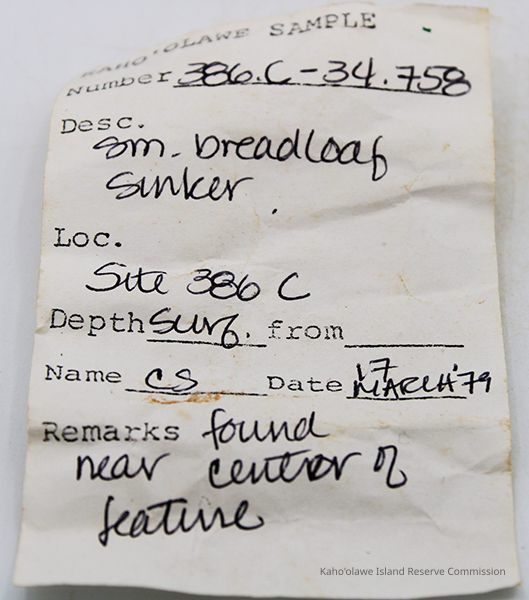 KAHO'OLAWE SAMPLE
Number 386.C-34.758
Desc.
sm. breadloaf
sinker.
Loc.
Site 386 C
Depth surf. from
Name CS Date 17 MARCH '79
Remarks found
near center of
feature
Kaho'olawe Island Reserve Commission